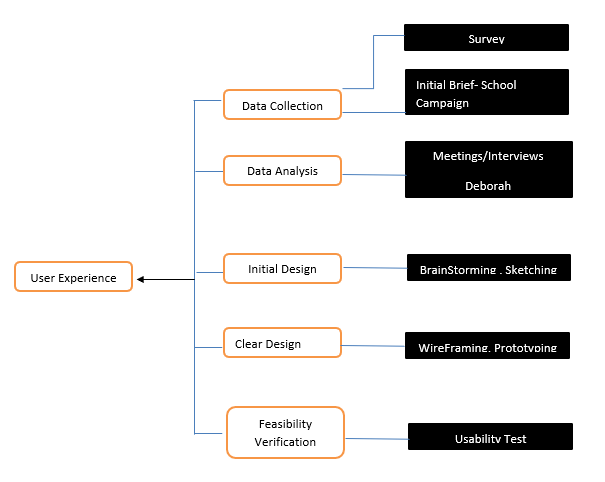 Survey
Initial Brief- School
Campaign
Data Collection
Meetings/Interviews
Data Analysis
Deborah
Initial Design
BrainStorming , Sketching
User Experience
Clear Design
WireFraming, Prototyping
Feasibility
Verification
Usability Test